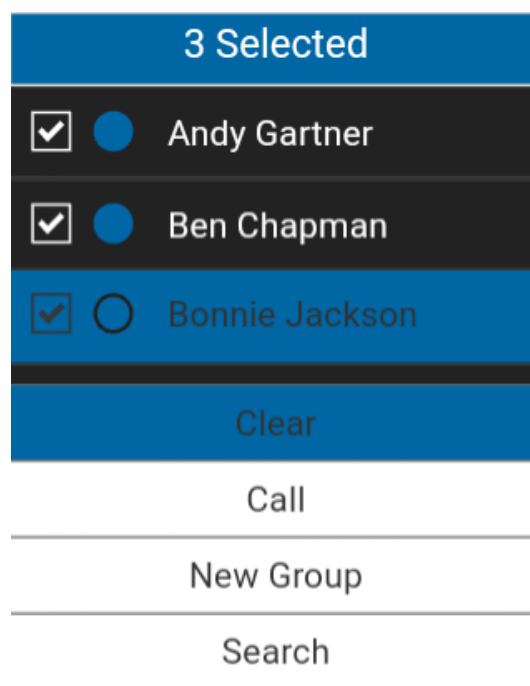 3 Selected
Andy Gartner
Ben Chapman
Bonnie Jackson
Clear
Call
New Group
Search